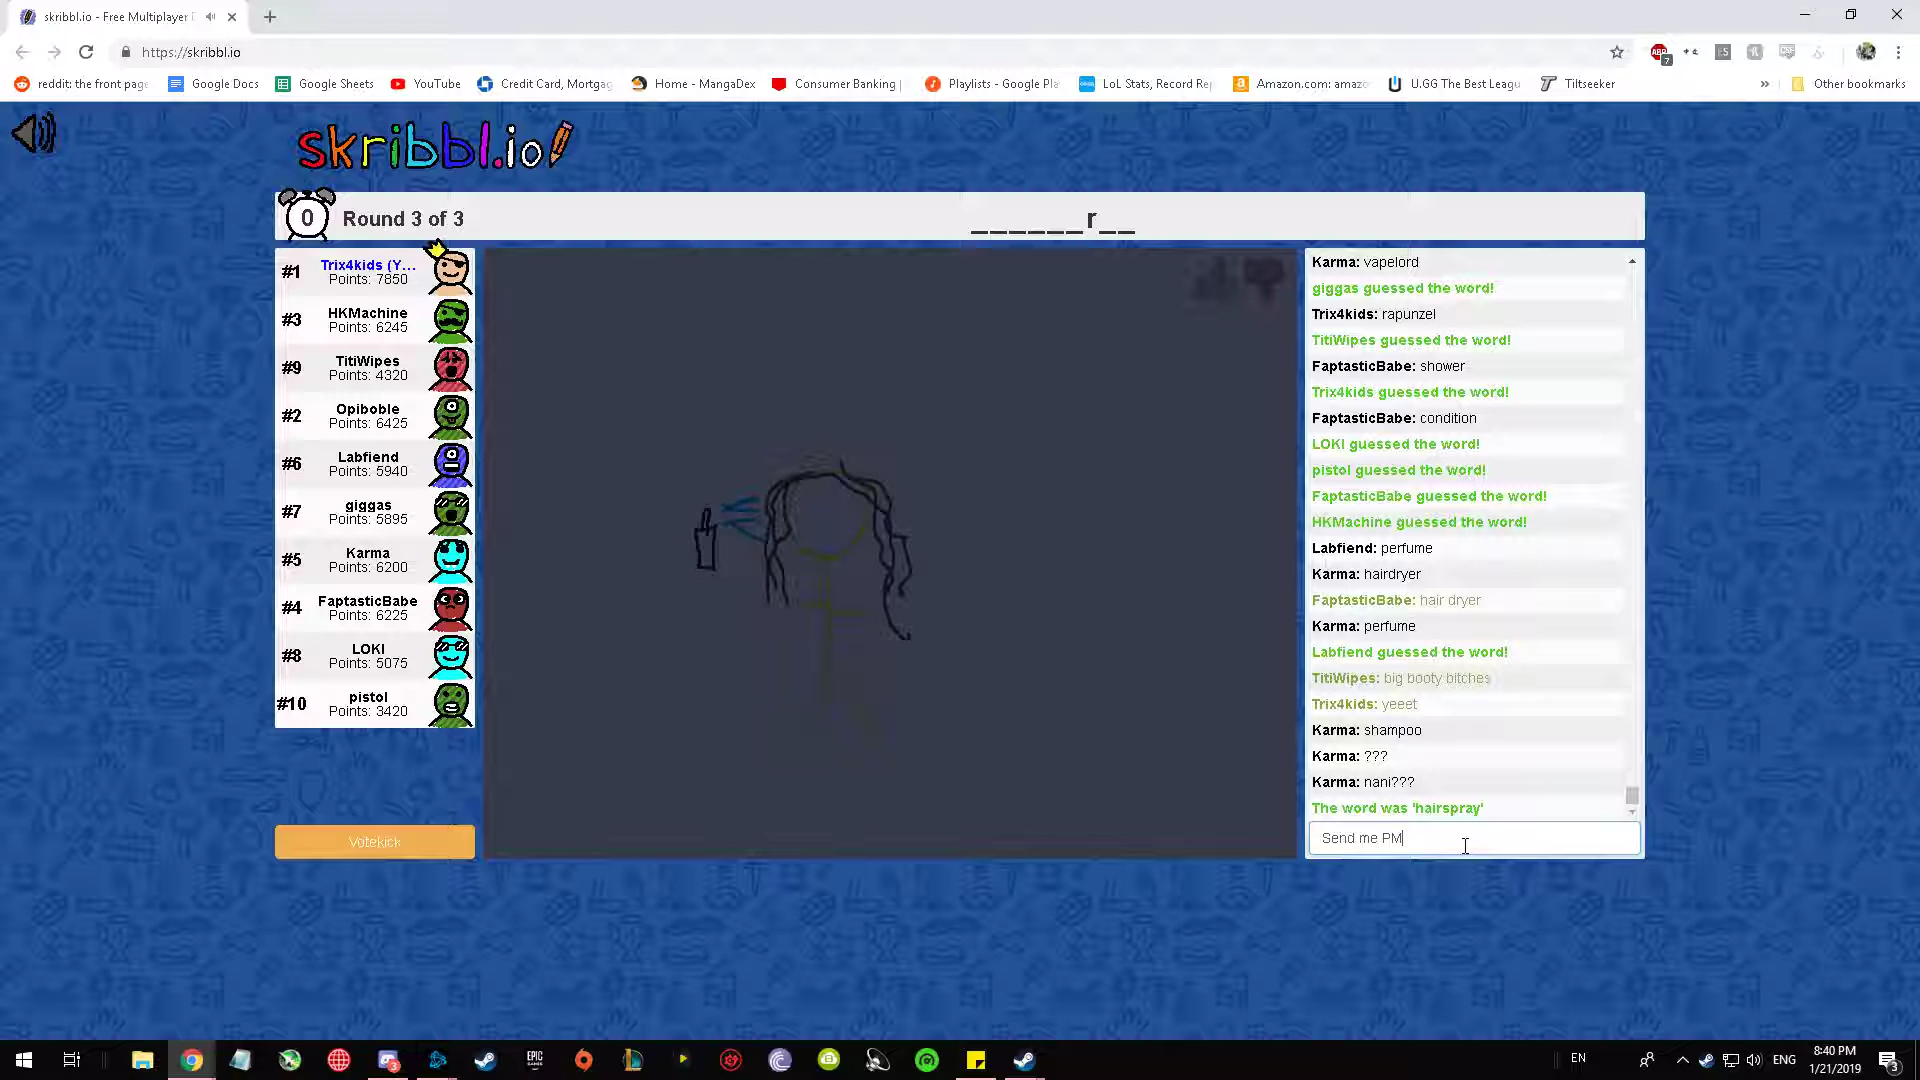 skribbl.io - Free Multiplayer
https://skribbl.io
ABP
7
ES
reddit: the front page
Google Docs
Google Sheets
YouTube
Credit Card, Mortgag
Home - MangaDex
Consumer Banking |
Playlists - Google Pla
LoL Stats, Record Re
Amazon.com: amazo
U.GG The Best Leagu
Tiltseeker
»
Other bookmarks
skribbl.io
0
Round 3 of 3
______r__
#1
Trix4kids (Y...
Points: 7850
#3
HKMachine
Points: 6245
#9
TitiWipes
Points: 4320
#2
Opiboble
Points: 6425
#6
Labfiend
Points: 5940
#7
giggas
Points: 5895
#5
Karma
Points: 6200
#4
FaptasticBabe
Points: 6225
#8
LOKI
Points: 5075
#10
pistol
Points: 3420
Votekick
Karma: vapelord
giggas guessed the word!
Trix4kids: rapunzel
TitiWipes guessed the word!
FaptasticBabe: shower
Trix4kids guessed the word!
FaptasticBabe: condition
LOKI guessed the word!
pistol guessed the word!
FaptasticBabe guessed the word!
HKMachine guessed the word!
Labfiend: perfume
Karma: hairdryer
FaptasticBabe: hair dryer
Karma: perfume
Labfiend guessed the word!
TitiWipes: big booty bitches
Trix4kids: yeeet
Karma: shampoo
Karma: ???
Karma: nani???
The word was 'hairspray'
Send me PM
3
EPIC
GAMES
EN
ENG
8:40 PM
1/21/2019
3